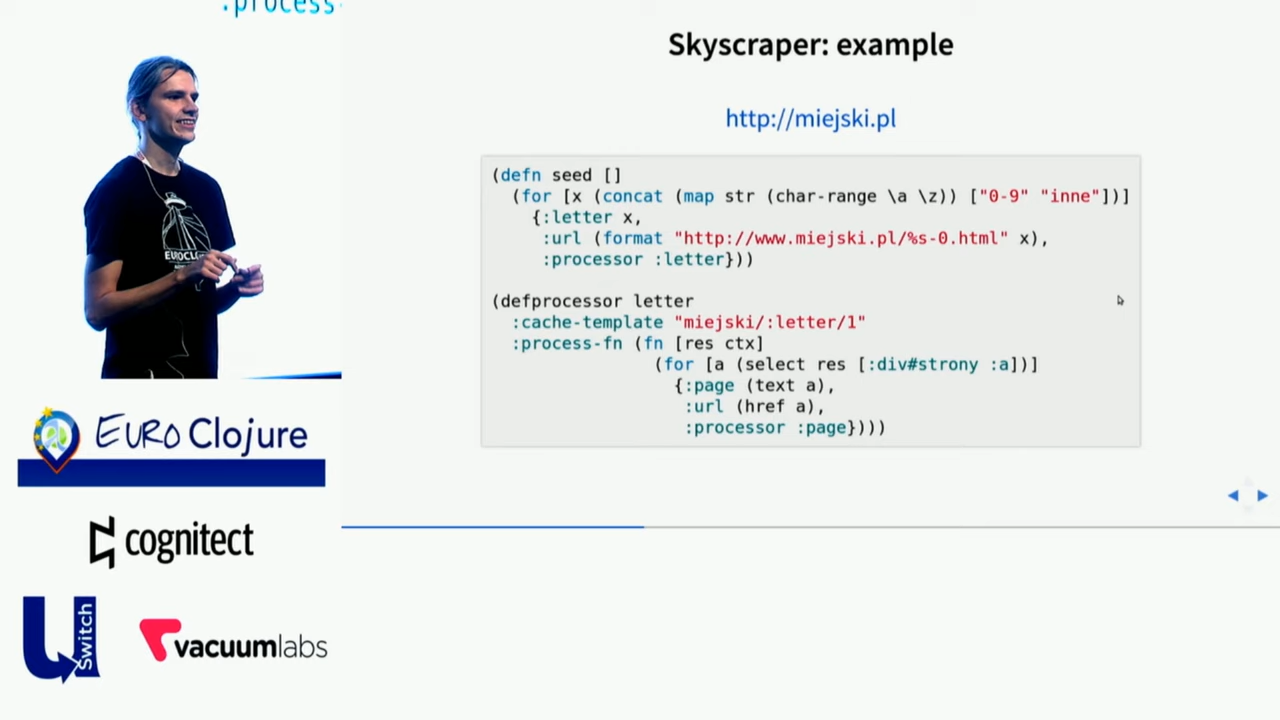 :process-
Skyscraper: example
http://miejski.pl
(defn seed []
  (for [x (concat (map str (char-range \a \z)) ["0-9" "inne"])]
    {:letter x,
     :url (format "http://www.miejski.pl/%s-0.html" x),
     :processor :letter}))
(defprocessor letter
  :cache-template "miejski/:letter/1"
  :process-fn (fn [res ctx]
                (for [a (select res [:div#strony :a])]
                  {:page (text a),
                   :url (href a),
                   :processor :page})))
EURO Clojure
cognitect
uSwitch
vacuumlabs